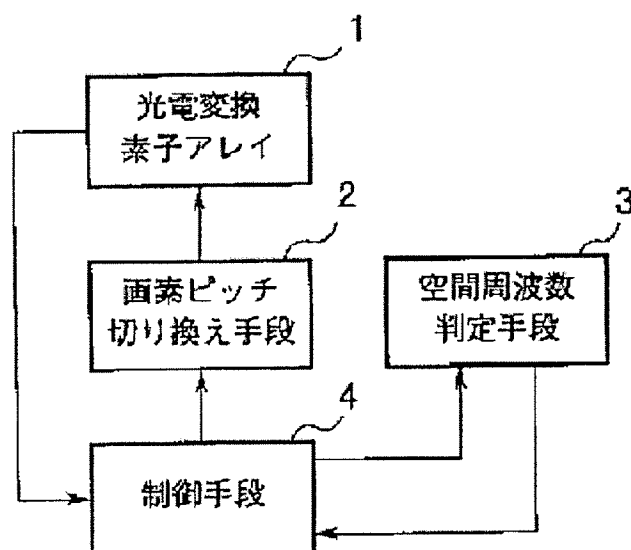 1
光電変換
素子アレイ
2
画素ピッチ
切り換え手段
3
空間周波数
判定手段
4
制御手段